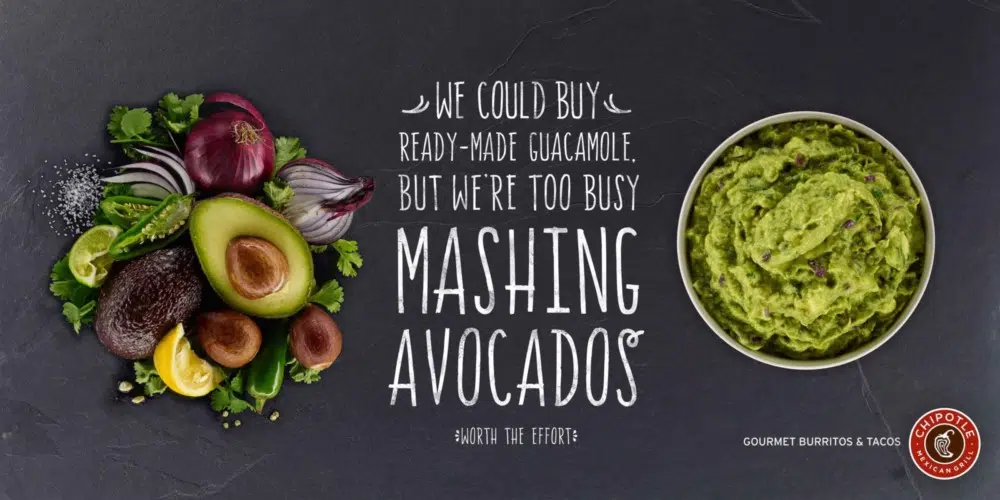 WE COULD BUY
READY-MADE GUACAMOLE,
BUT WE'RE TOO BUSY
MASHING
AVOCADOS
WORTH THE EFFORT
GOURMET BURRITOS & TACOS
CHIPOTLE
MEXICAN GRILL